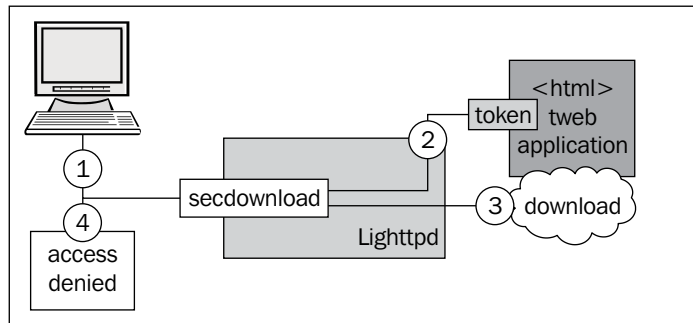 <html>
tweb
application
token
2
1
secdownload
3
download
4
Lighttpd
access
denied